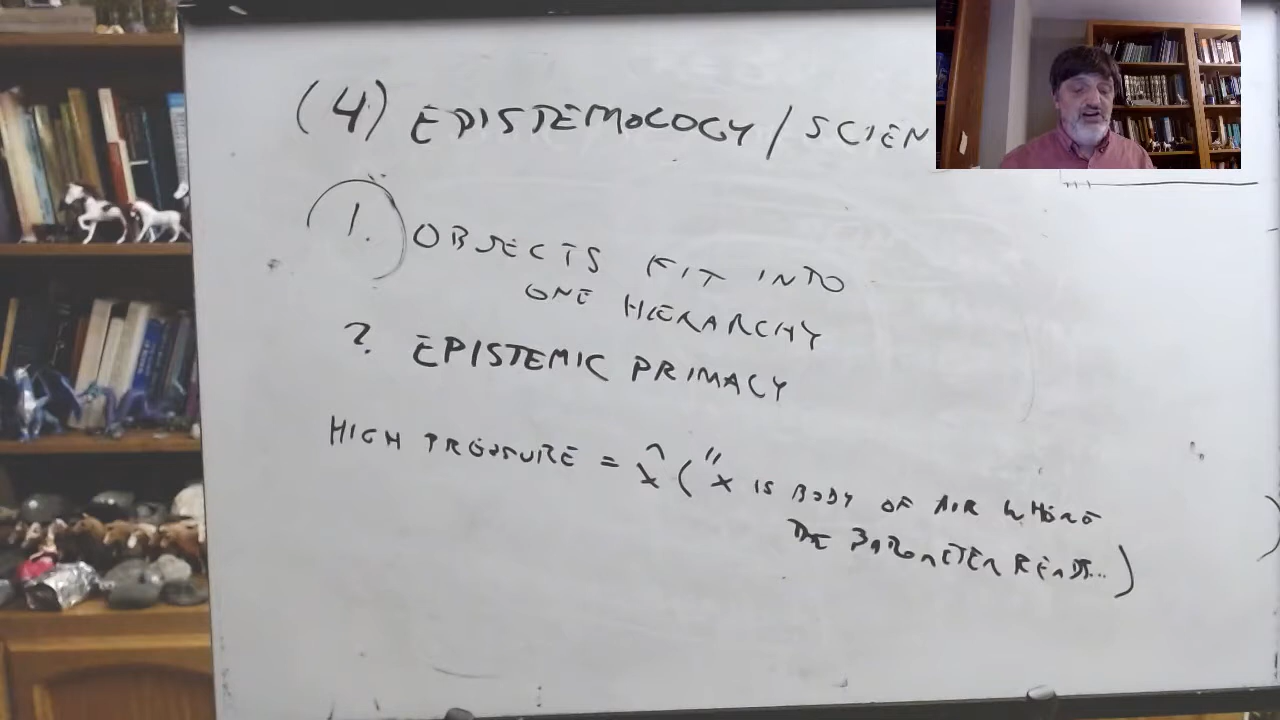 (4) EPISTEMOLOGY / SCIEN
1. OBJECTS FIT INTO
ONE HIERARCHY
2. EPISTEMIC PRIMACY
HIGH PRESSURE = x̂ ("x IS BODY OF AIR WHERE
THE BAROMETER READS...)